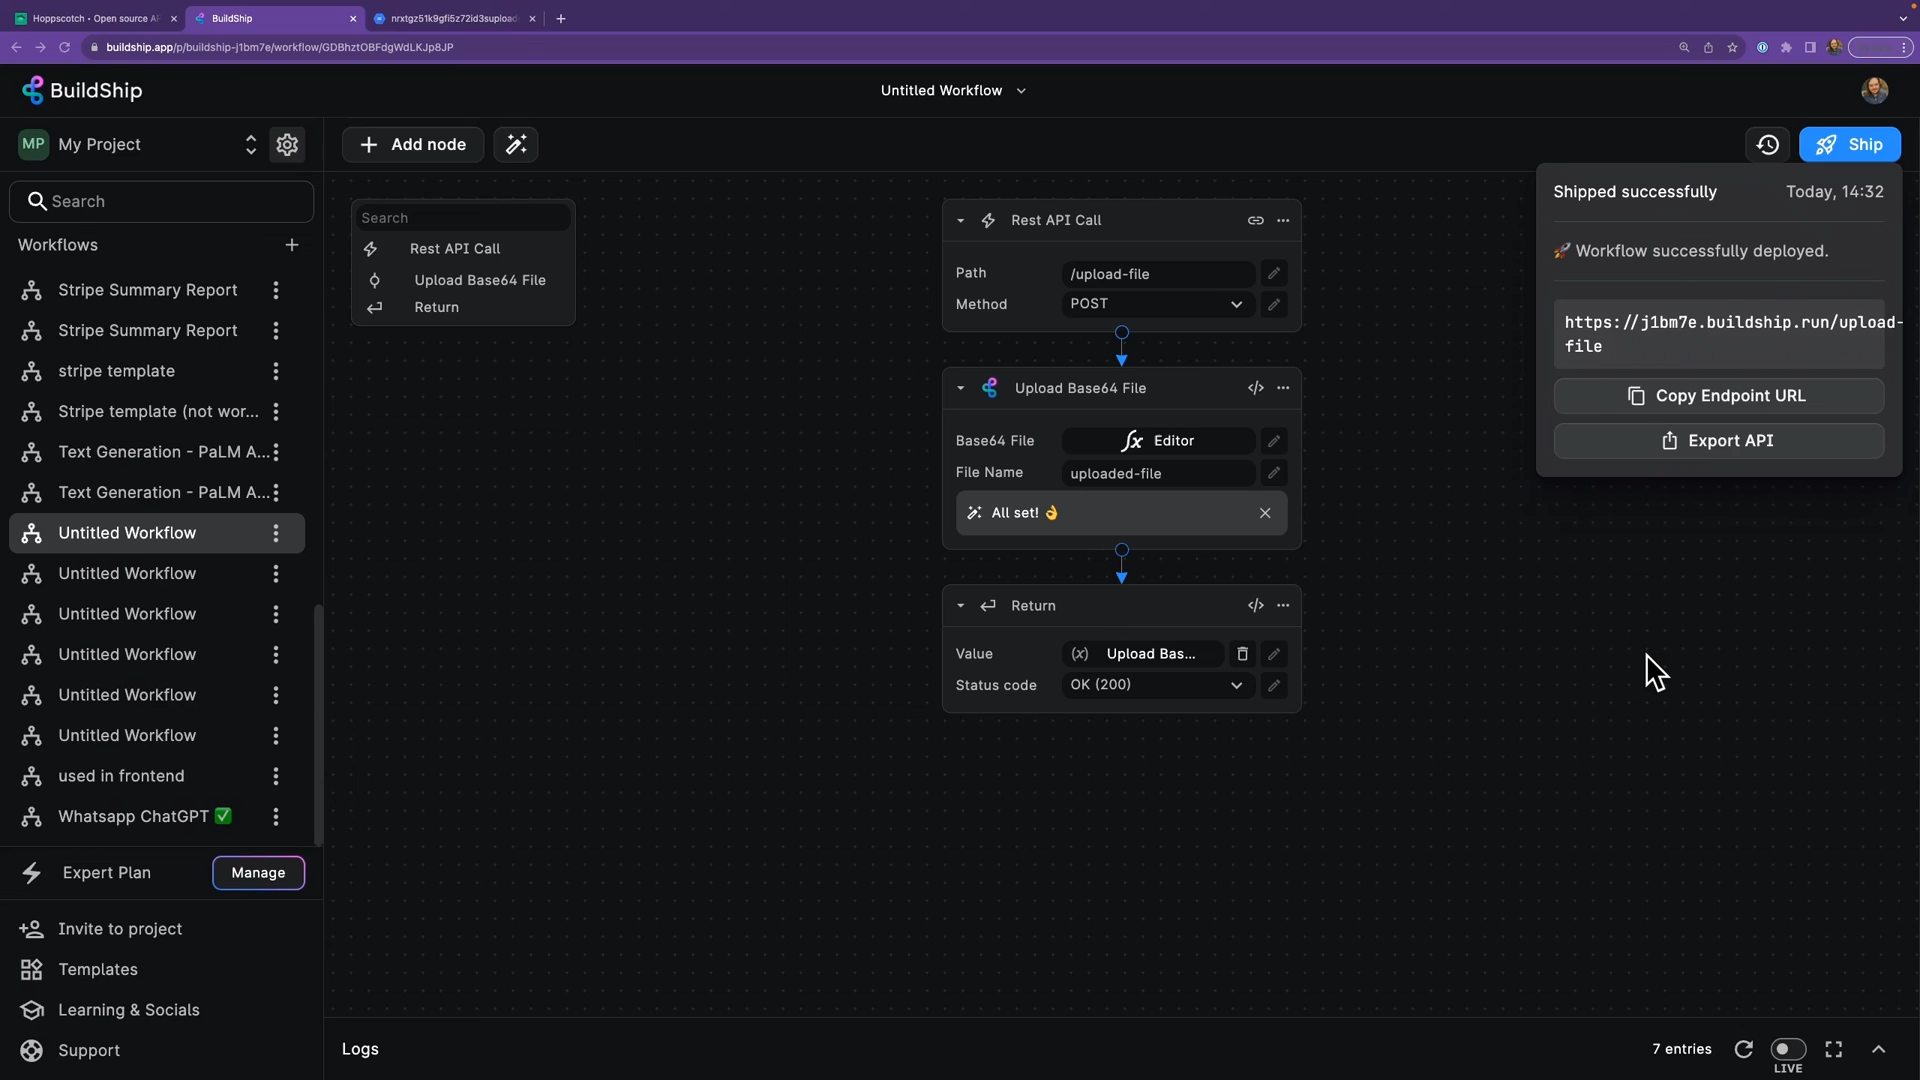 Hoppscotch • Open source A
BuildShip
nrxtgz51k9gfi5z72id3supload
buildship.app/p/buildship-j1bm7e/workflow/GDBhztOBFdgWdLKJp8JP
BuildShip
Untitled Workflow
MP My Project
Add node
Ship
Search
Workflows
Stripe Summary Report
Stripe Summary Report
stripe template
Stripe template (not wor...
Text Generation - PaLM A...
Text Generation - PaLM A...
Untitled Workflow
Untitled Workflow
Untitled Workflow
Untitled Workflow
Untitled Workflow
Untitled Workflow
used in frontend
Whatsapp ChatGPT ✅
Expert Plan
Manage
Invite to project
Templates
Learning & Socials
Support
Search
Rest API Call
Upload Base64 File
Return
Rest API Call
Path /upload-file
Method POST
Upload Base64 File
Base64 File Editor
File Name uploaded-file
All set! 👌
Return
Value (x) Upload Bas...
Status code OK (200)
Shipped successfully Today, 14:32
🚀 Workflow successfully deployed.
https://j1bm7e.buildship.run/upload-
file
Copy Endpoint URL
Export API
Logs
7 entries
LIVE